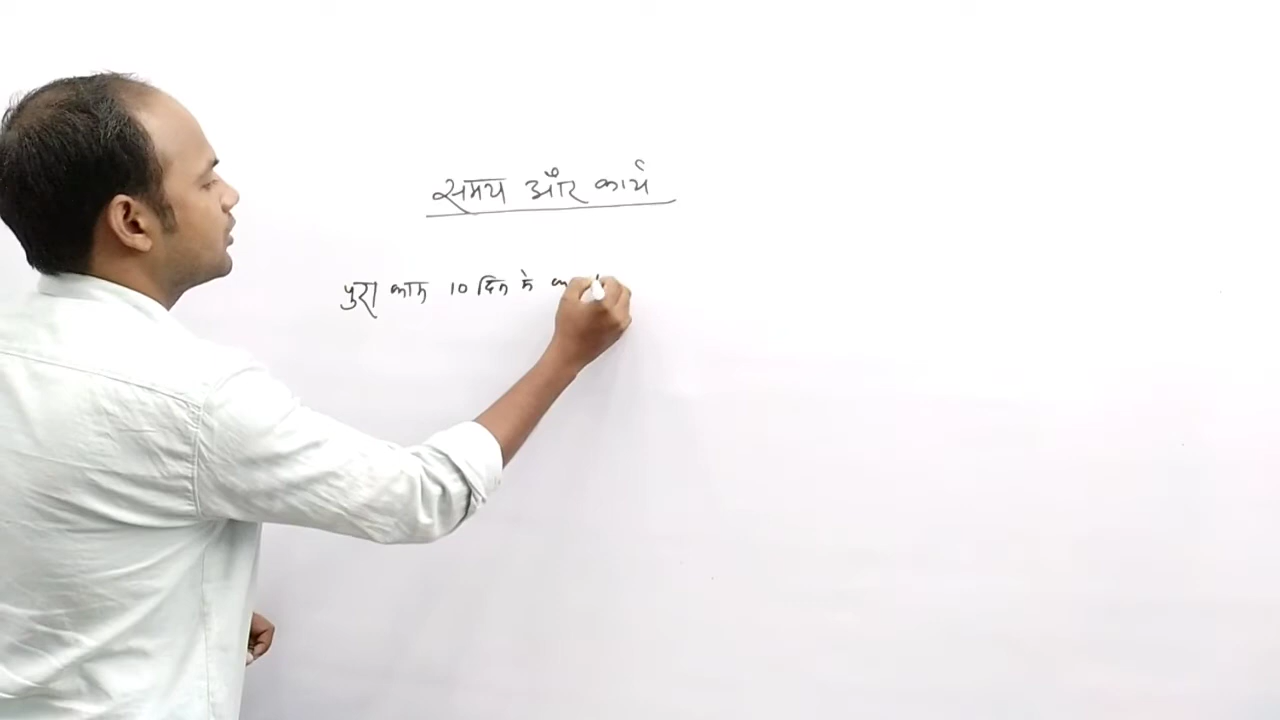 समय और कार्य
पुरा काम 10 दिन मे